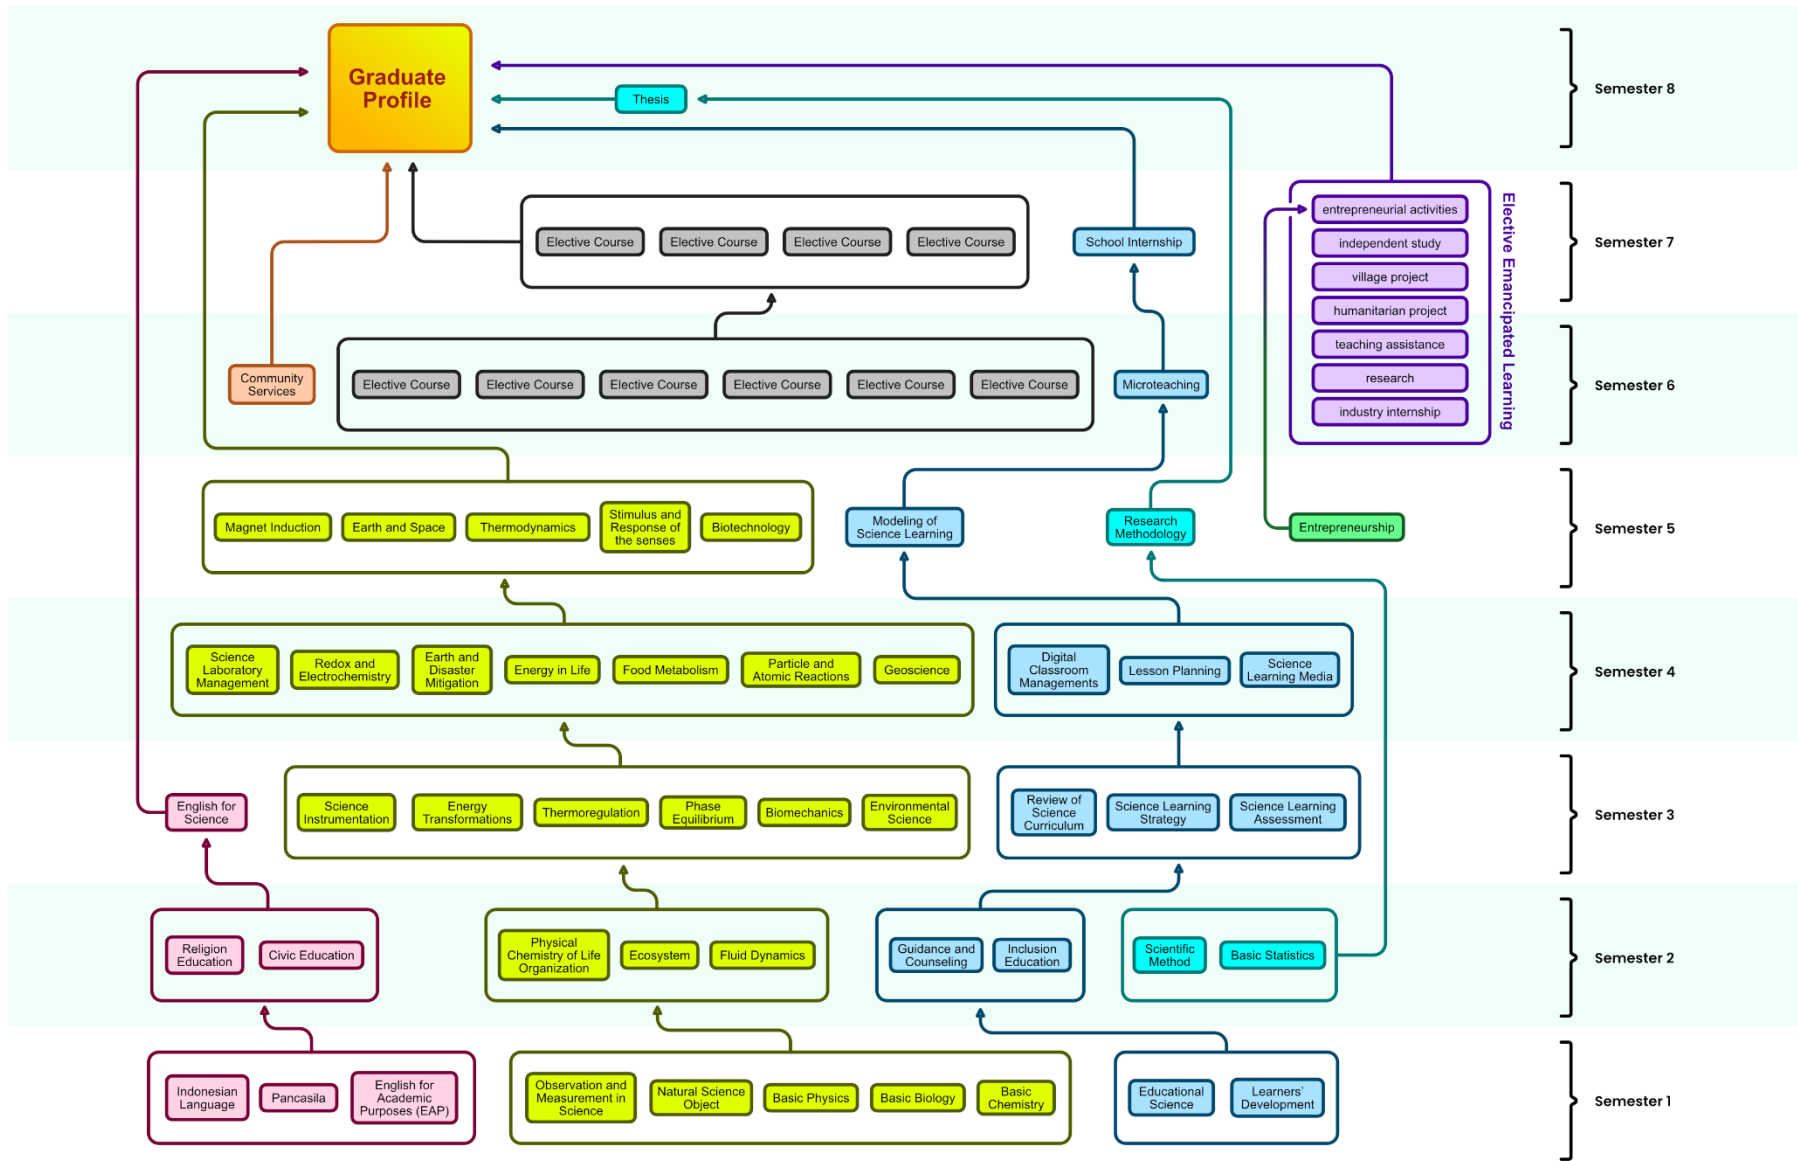 Graduate
Profile
Thesis
Semester 8
Elective Course
Elective Course
Elective Course
Elective Course
School Internship
entrepreneurial activities
independent study
village project
humanitarian project
teaching assistance
research
industry internship
Elective Emancipated Learning
Semester 7
Community
Services
Elective Course
Elective Course
Elective Course
Elective Course
Elective Course
Elective Course
Microteaching
Semester 6
Magnet Induction
Earth and Space
Thermodynamics
Stimulus and
Response of
the senses
Biotechnology
Modeling of
Science Learning
Research
Methodology
Entrepreneurship
Semester 5
Science
Laboratory
Management
Redox and
Electrochemistry
Earth and
Disaster
Mitigation
Energy in Life
Food Metabolism
Particle and
Atomic Reactions
Geoscience
Digital
Classroom
Managements
Lesson Planning
Science
Learning Media
Semester 4
English for
Science
Science
Instrumentation
Energy
Transformations
Thermoregulation
Phase
Equilibrium
Biomechanics
Environmental
Science
Review of
Science
Curriculum
Science Learning
Strategy
Science Learning
Assessment
Semester 3
Religion
Education
Civic Education
Physical
Chemistry of Life
Organization
Ecosystem
Fluid Dynamics
Guidance and
Counseling
Inclusion
Education
Scientific
Method
Basic Statistics
Semester 2
Indonesian
Language
Pancasila
English for
Academic
Purposes (EAP)
Observation and
Measurement in
Science
Natural Science
Object
Basic Physics
Basic Biology
Basic
Chemistry
Educational
Science
Learners'
Development
Semester 1